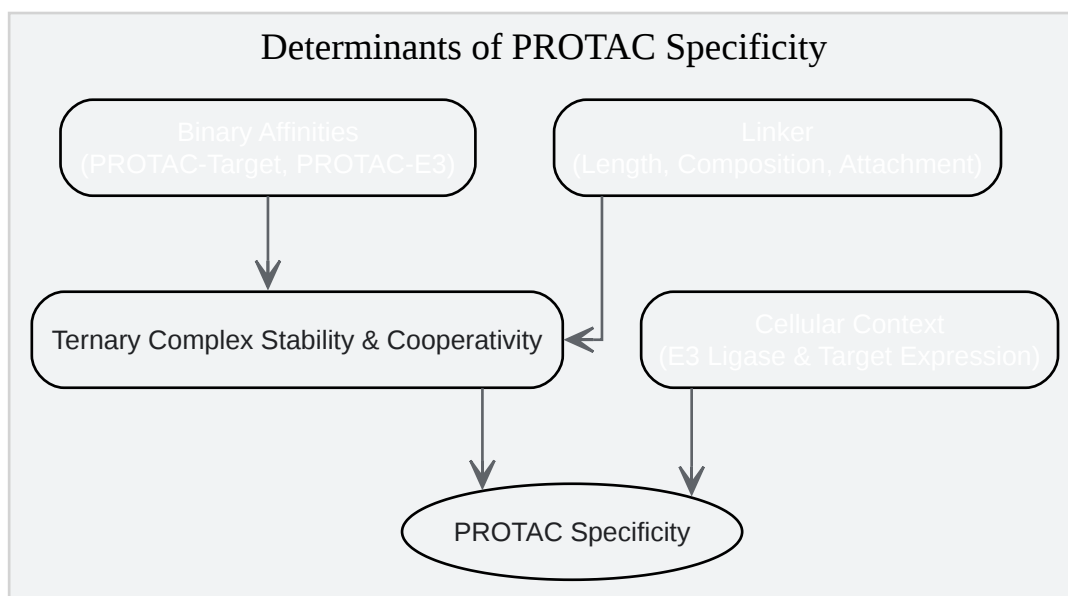 Determinants of PROTAC Specificity
Binary Affinities
(PROTAC-Target, PROTAC-E3)
Linker
(Length, Composition, Attachment)
Ternary Complex Stability & Cooperativity
Cellular Context
(E3 Ligase & Target Expression)
PROTAC Specificity